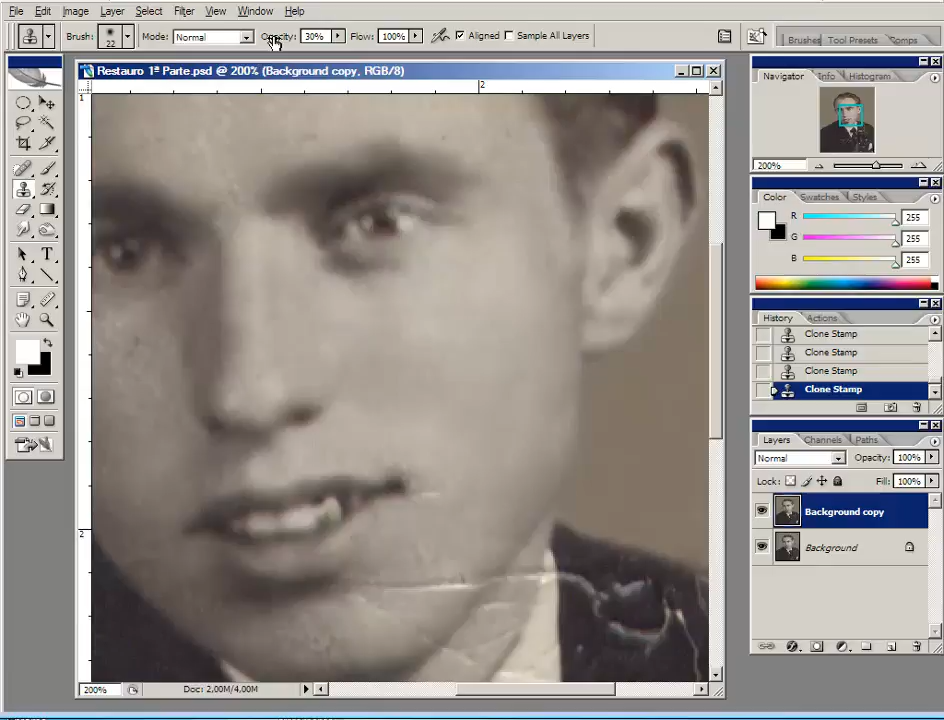 File Edit Image Layer Select Filter View Window Help
Brush: 22 Mode: Normal Opacity: 30% Flow: 100% Aligned Sample All Layers
Brushes Tool Presets Comps
Restauro 1ª Parte.psd @ 200% (Background copy, RGB/8)
1 2
2
200% Doc: 2,00M/4,00M
Navigator Info Histogram
200%
Color Swatches Styles
R 255
G 255
B 255
History Actions
Clone Stamp
Clone Stamp
Clone Stamp
Clone Stamp
Layers Channels Paths
Normal Opacity: 100%
Lock: Fill: 100%
Background copy
Background